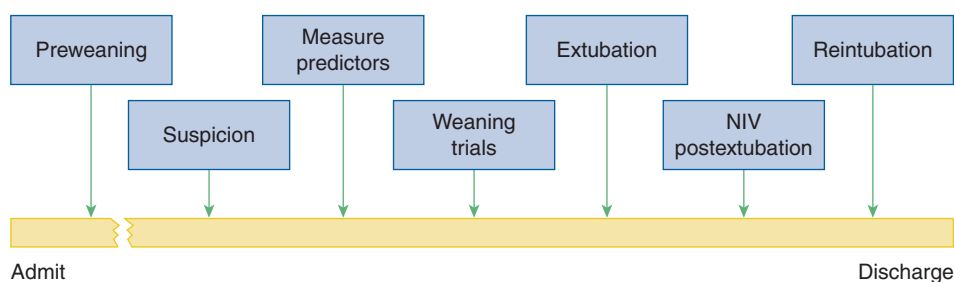 Preweaning
Measure
predictors
Extubation
Reintubation
Suspicion
Weaning
trials
NIV
postextubation
Admit
Discharge